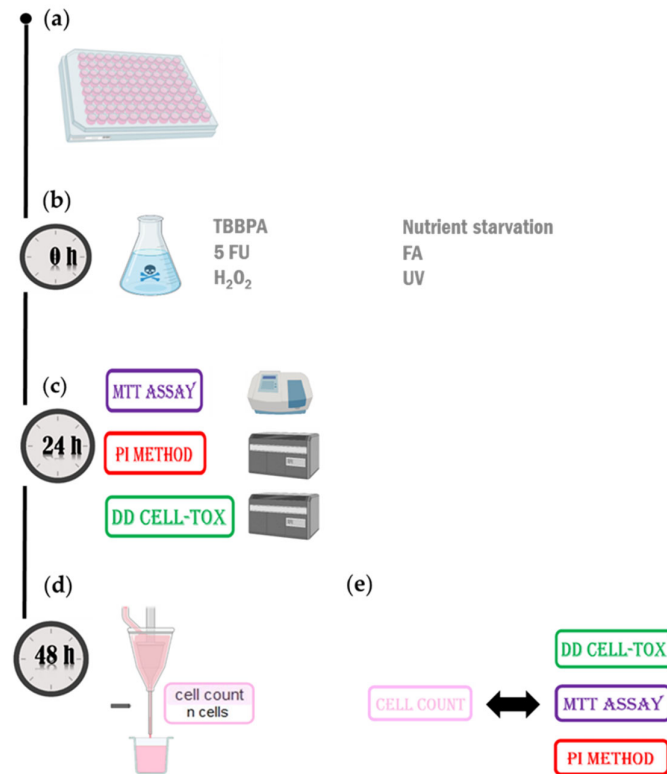 (a)
(b)
0 h
TBBPA
5 FU
H₂O₂
Nutrient starvation
FA
UV
(c)
24 h
MTT ASSAY
PI METHOD
DD CELL-TOX
(d)
48 h
cell count
n cells
(e)
CELL COUNT
DD CELL-TOX
MTT ASSAY
PI METHOD